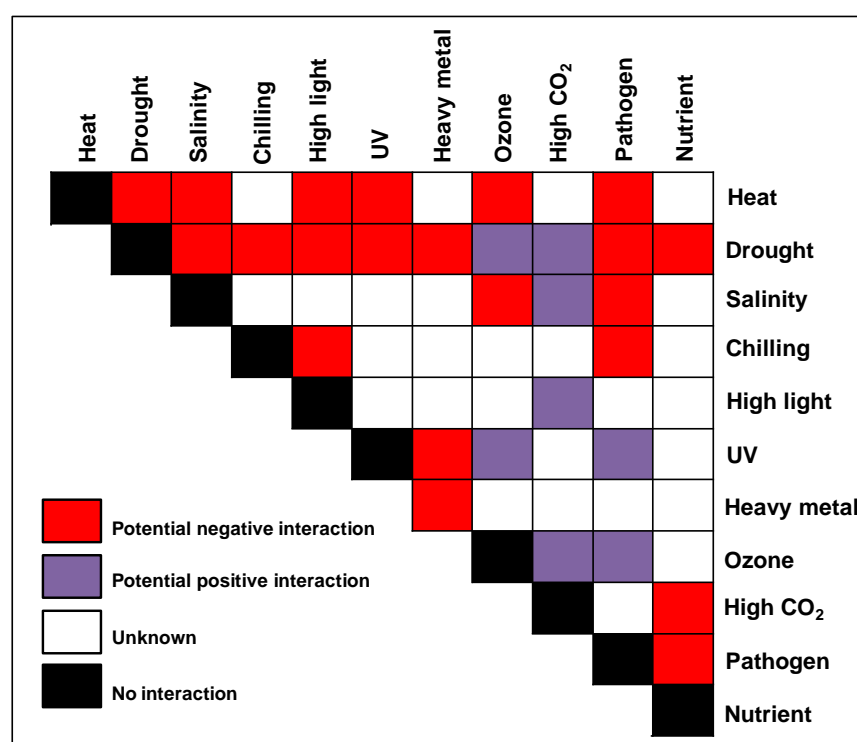 Heat
Drought
Salinity
Chilling
High light
UV
Heavy metal
Ozone
High CO₂
Pathogen
Nutrient
Heat
Drought
Salinity
Chilling
High light
UV
Heavy metal
Ozone
High CO₂
Pathogen
Nutrient
Potential negative interaction
Potential positive interaction
Unknown
No interaction